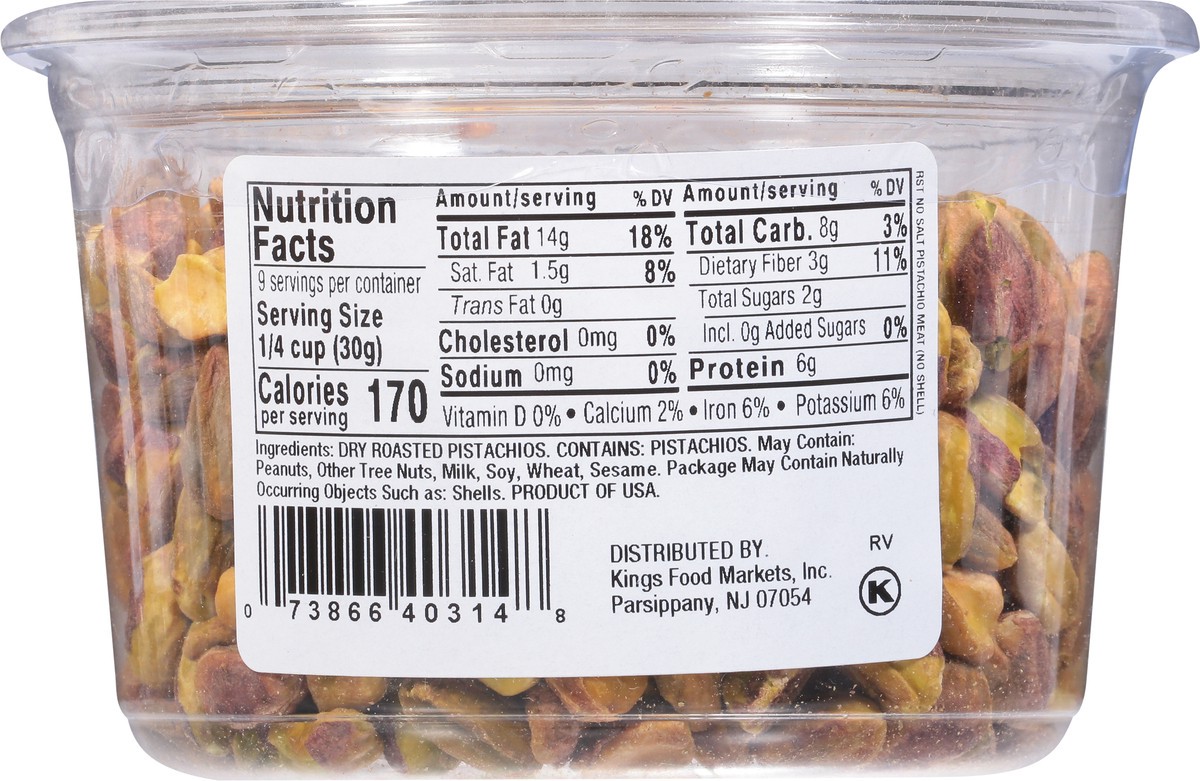 Nutrition
Facts
9 servings per container
Serving Size
1/4 cup (30g)
Calories 170
per serving
Amount/serving % DV
Total Fat 14g 18%
Sat. Fat 1.5g 8%
Trans Fat 0g
Cholesterol 0mg 0%
Sodium 0mg 0%
Amount/serving % DV
Total Carb. 8g 3%
Dietary Fiber 3g 11%
Total Sugars 2g
Incl. 0g Added Sugars 0%
Protein 6g
Vitamin D 0% • Calcium 2% • Iron 6% • Potassium 6%
RST NO SALT PISTACHIO MEAT (NO SHELL)
Ingredients: DRY ROASTED PISTACHIOS. CONTAINS: PISTACHIOS. May Contain:
Peanuts, Other Tree Nuts, Milk, Soy, Wheat, Sesame. Package May Contain Naturally
Occurring Objects Such as: Shells. PRODUCT OF USA.
0 73866 40314 8
DISTRIBUTED BY.
Kings Food Markets, Inc.
Parsippany, NJ 07054
RV
K